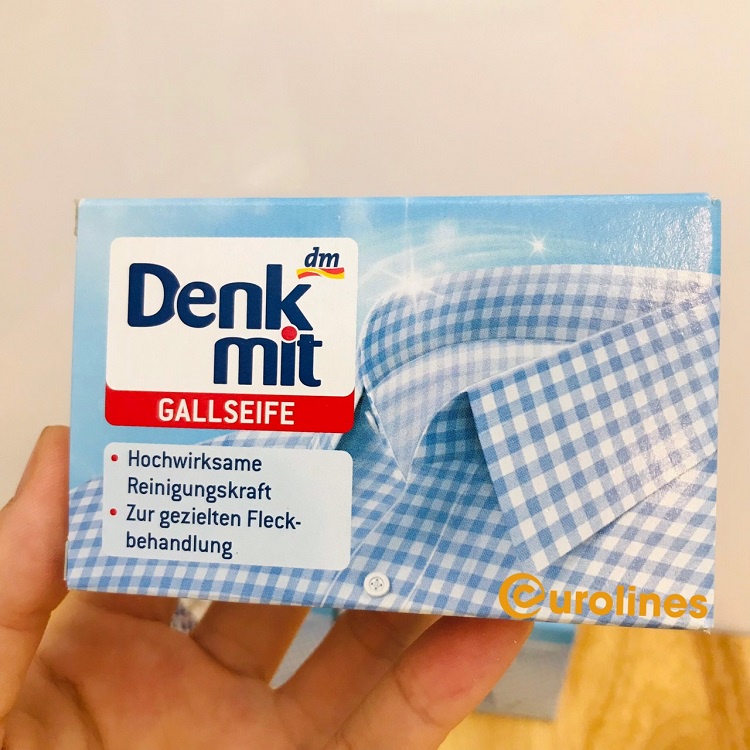 dm
Denk
mit
GALLSEIFE
• Hochwirksame
Reinigungskraft
• Zur gezielten Fleck-
behandlung
eurolines